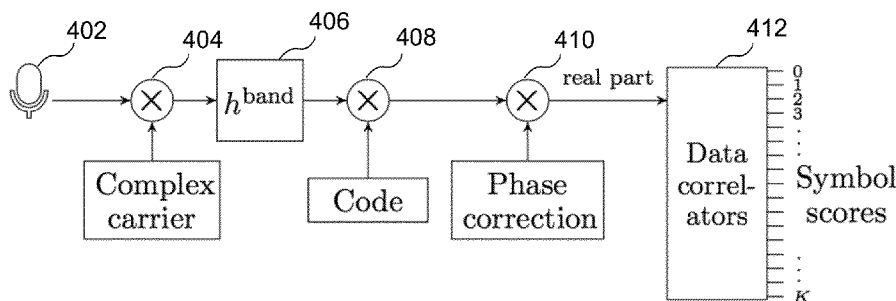 402
404
406
408
410
412
h^band
real part
0
1
2
3
Complex
carrier
Code
Phase
correction
Data
correl-
ators
Symbol
scores
K